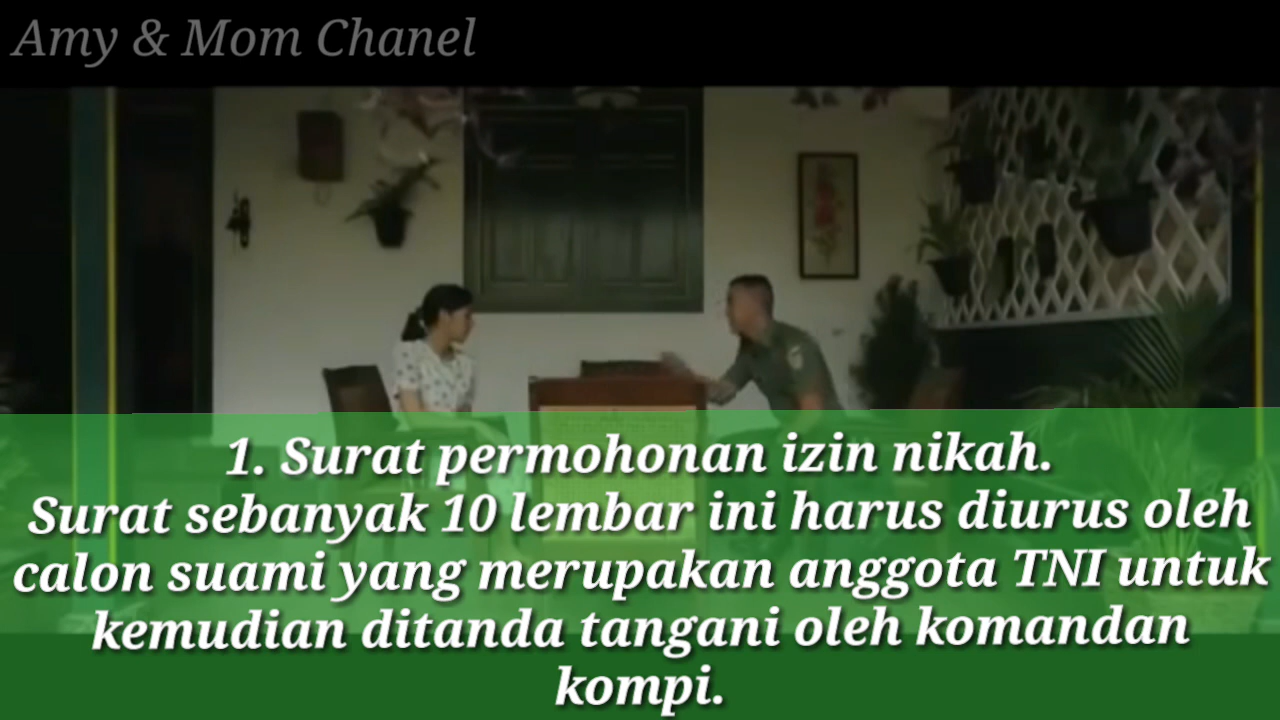 Amy & Mom Chanel
1. Surat permohonan izin nikah.
Surat sebanyak 10 lembar ini harus diurus oleh
calon suami yang merupakan anggota TNI untuk
kemudian ditanda tangani oleh komandan
kompi.